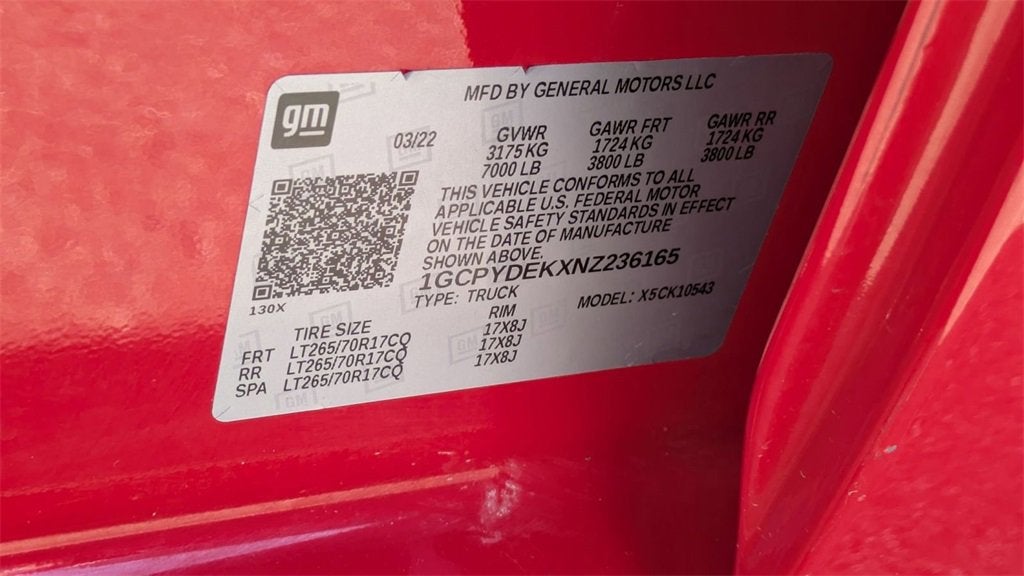 gm
MFD BY GENERAL MOTORS LLC
03/22 GVWR GAWR FRT GAWR RR
3175 KG 1724 KG 1724 KG
7000 LB 3800 LB 3800 LB
THIS VEHICLE CONFORMS TO ALL
APPLICABLE U.S. FEDERAL MOTOR
VEHICLE SAFETY STANDARDS IN EFFECT
ON THE DATE OF MANUFACTURE
SHOWN ABOVE.
1GCPYDEKXNZ236165
130X
TYPE: TRUCK MODEL: X5CK10543
TIRE SIZE RIM
FRT LT265/70R17CQ 17X8J
RR LT265/70R17CQ 17X8J
SPA LT265/70R17CQ 17X8J